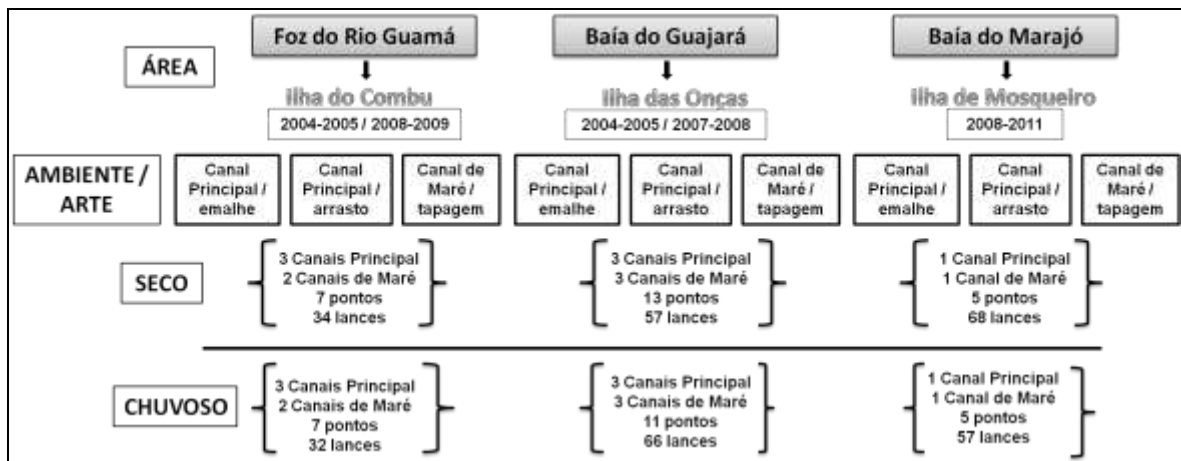 Foz do Rio Guamá
Baía do Guajará
Baía do Marajó
ÁREA
ilha do Combu
ilha das Onças
ilha de Mosqueiro
2004-2005 / 2008-2009
2004-2005 / 2007-2008
2008-2011
AMBIENTE /
ARTE
Canal
Principal /
emalhe
Canal
Principal /
arrasto
Canal de
Maré /
tapagem
Canal
Principal /
emalhe
Canal
Principal /
arrasto
Canal de
Maré /
tapagem
Canal
Principal /
emalhe
Canal
Principal /
arrasto
Canal de
Maré /
tapagem
SECO
3 Canais Principal
2 Canais de Maré
7 pontos
34 lances
3 Canais Principal
3 Canais de Maré
13 pontos
57 lances
1 Canal Principal
1 Canal de Maré
5 pontos
68 lances
CHUVOSO
3 Canais Principal
2 Canais de Maré
7 pontos
32 lances
3 Canais Principal
3 Canais de Maré
11 pontos
66 lances
1 Canal Principal
1 Canal de Maré
5 pontos
57 lances